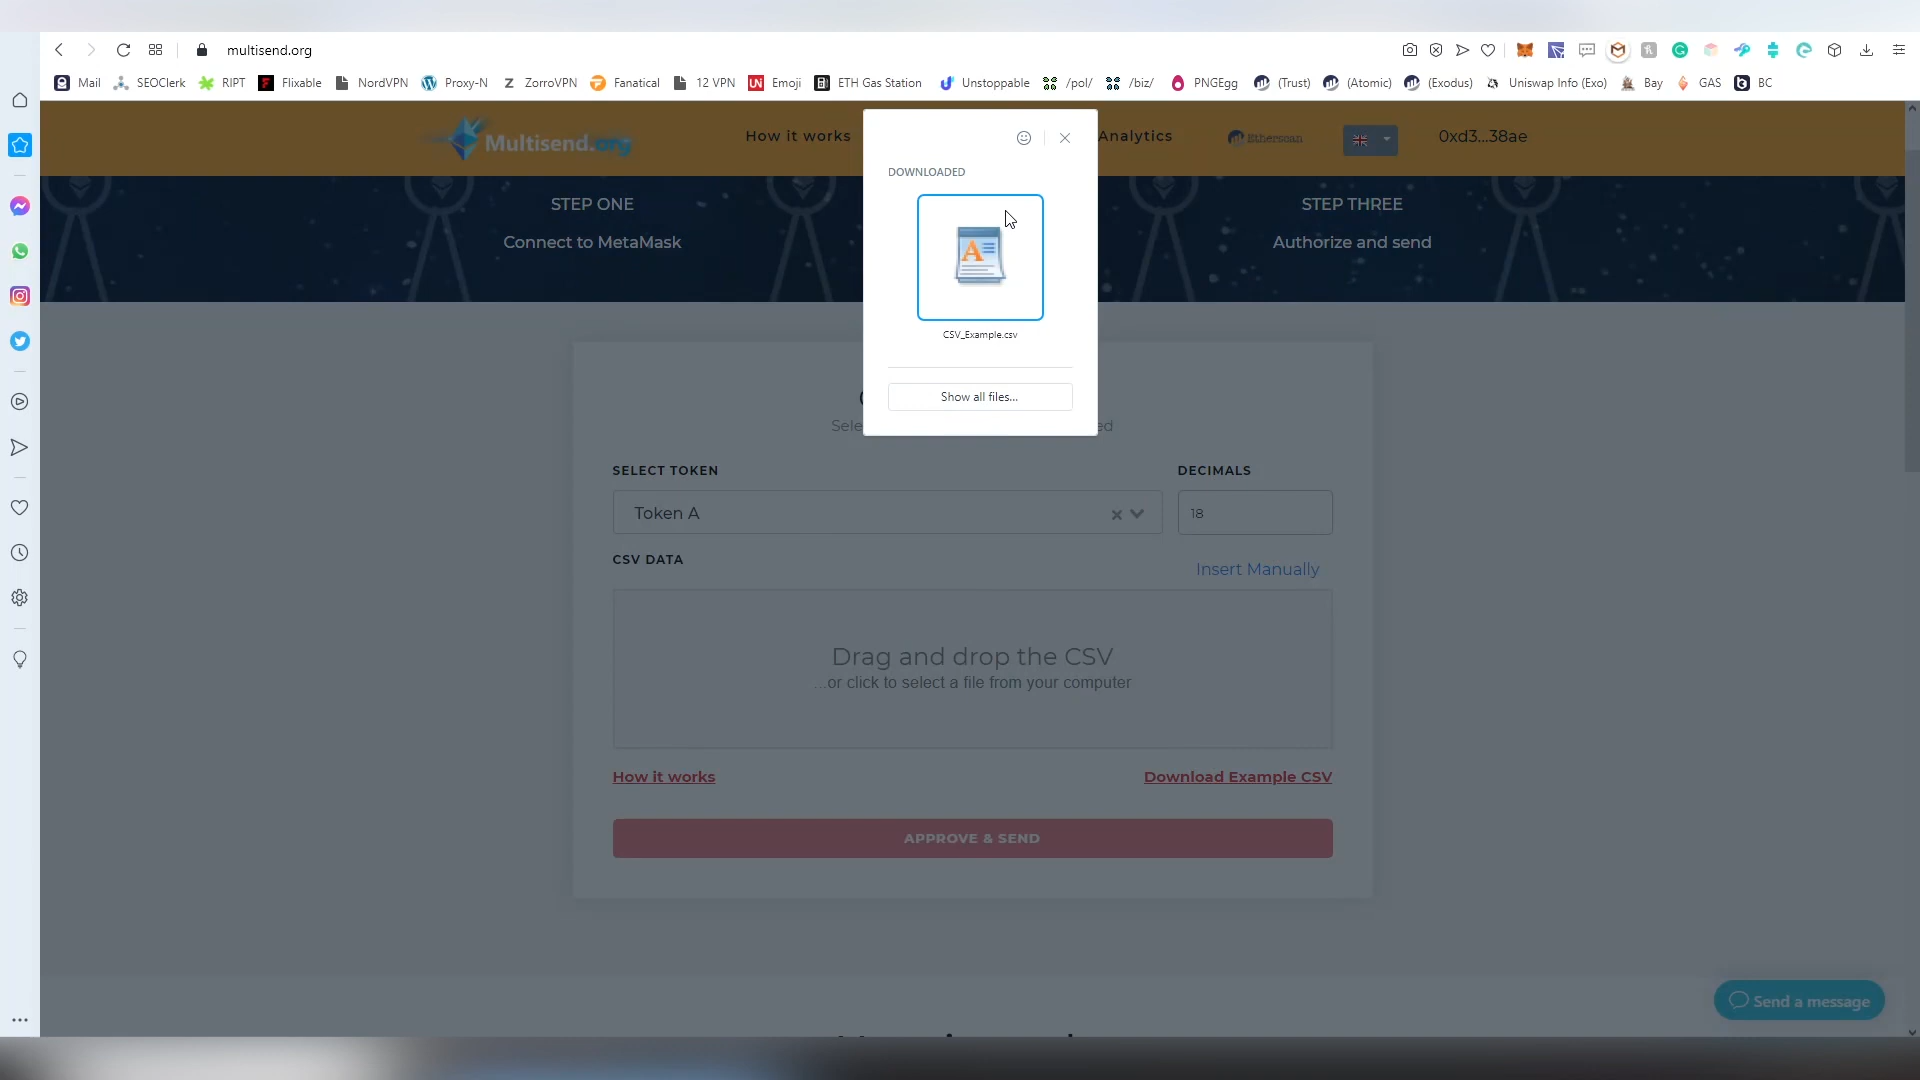 multisend.org
Mail
SEOClerk
RIPT
Flixable
NordVPN
Proxy-N
ZorroVPN
Fanatical
12 VPN
UN
Emoji
ETH Gas Station
Unstoppable
/pol/
/biz/
PNGEgg
(Trust)
(Atomic)
(Exodus)
Uniswap Info (Exo)
Bay
GAS
BC
Multisend.org
How it works
Analytics
Etherscan
0xd3...38ae
DOWNLOADED
STEP ONE
STEP THREE
Connect to MetaMask
Authorize and send
A
CSV_Example.csv
Show all files...
Sele
ed
SELECT TOKEN
DECIMALS
Token A
18
CSV DATA
Insert Manually
Drag and drop the CSV
...or click to select a file from your computer
How it works
Download Example CSV
APPROVE & SEND
Send a message